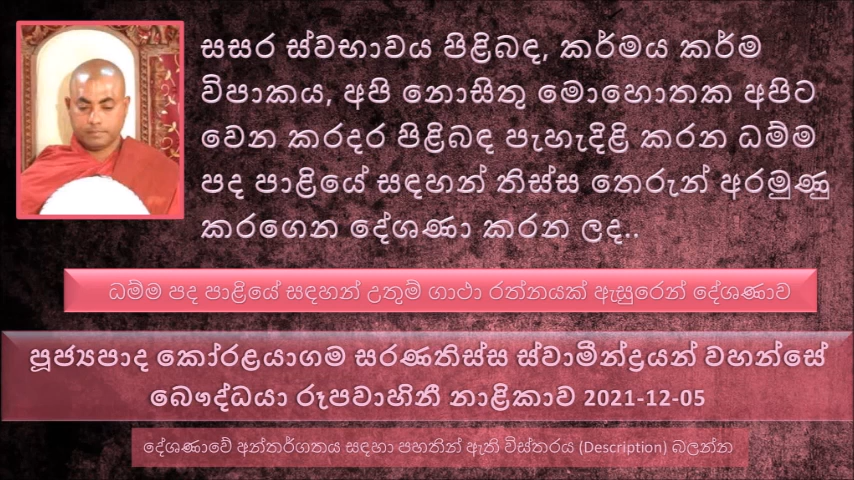 සසර ස්වභාවය පිළිබඳ, කර්මය කර්ම
විපාකය, අපි නොසිතු මොහොතක අපිට
වෙන කරදර පිළිබඳ පැහැදිළි කරන ධම්ම
පද පාළියේ සඳහන් තිස්ස තෙරුන් අරමුණු
කරගෙන දේශණා කරන ලද..
ධම්ම පද පාළියේ සඳහන් උතුම් ගාථා රත්නයක් ඇසුරෙන් දේශණාව
පූජ්‍යපාද කෝරළයාගම සරණතිස්ස ස්වාමීන්ද්‍රයන් වහන්සේ
බෞද්ධයා රූපවාහිනී නාළිකාව 2021-12-05
දේශණාවේ අන්තර්ගතය සඳහා පහතින් ඇති විස්තරය (Description) බලන්න